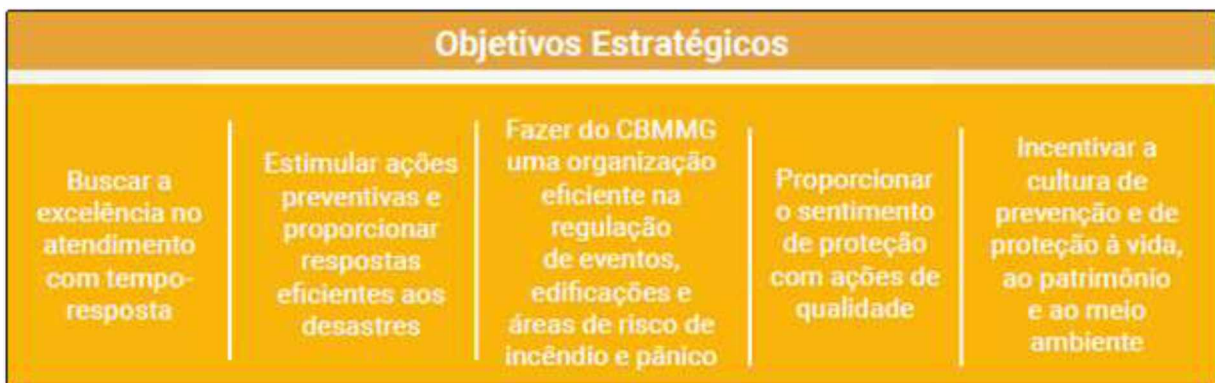 Objetivos Estratégicos
Buscar a
excelência no
atendimento
com tempo-
resposta
Estimular ações
preventivas e
proporcionar
respostas
eficientes aos
desastres
Fazer do CBMMG
uma organização
eficiente na
regulação
de eventos,
edificações e
áreas de risco de
incêndio e pânico
Proporcionar
o sentimento
de proteção
com ações de
qualidade
Incentivar a
cultura de
prevenção e de
proteção à vida,
ao patrimônio
e ao meio
ambiente